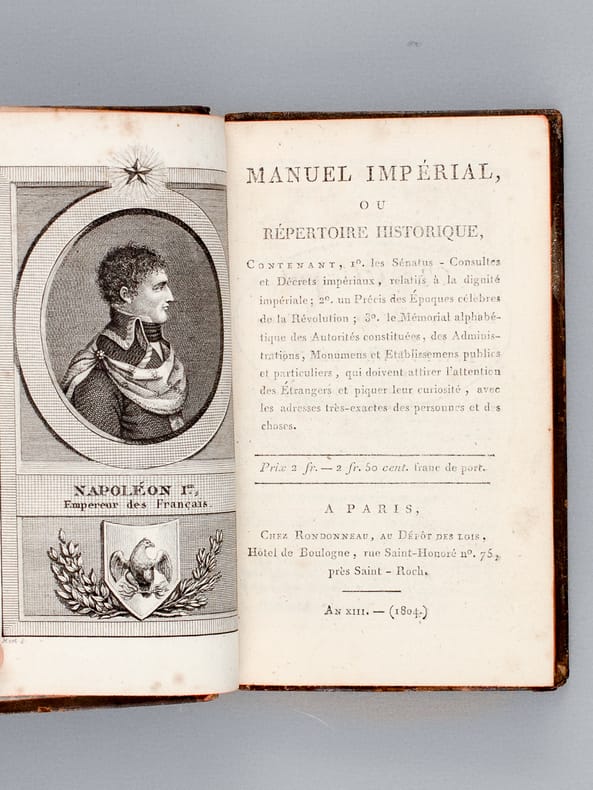 NAPOLÉON Iᵉʳ,
Empereur des Français.
MANUEL IMPÉRIAL,
OU
RÉPERTOIRE HISTORIQUE,
CONTENANT, 1º. les Sénatus - Consultes
et Décrets impériaux, relatifs à la dignité
impériale; 2º. un Précis des Époques célèbres
de la Révolution; 3º. le Mémorial alphabé-
tique des Autorités constituées, des Adminis-
trations, Monumens et Etablissemens publics
et particuliers, qui doivent attirer l'attention
des Étrangers et piquer leur curiosité, avec
les adresses très-exactes des personnes et des
choses.
Prix 2 fr. — 2 fr. 50 cent. franc de port.
A PARIS,
CHEZ RONDONNEAU, AU DÉPÔT DES LOIS,
Hôtel de Boulogne, rue Saint-Honoré nº. 75,
près Saint - Roch.
AN XIII. — (1804.)